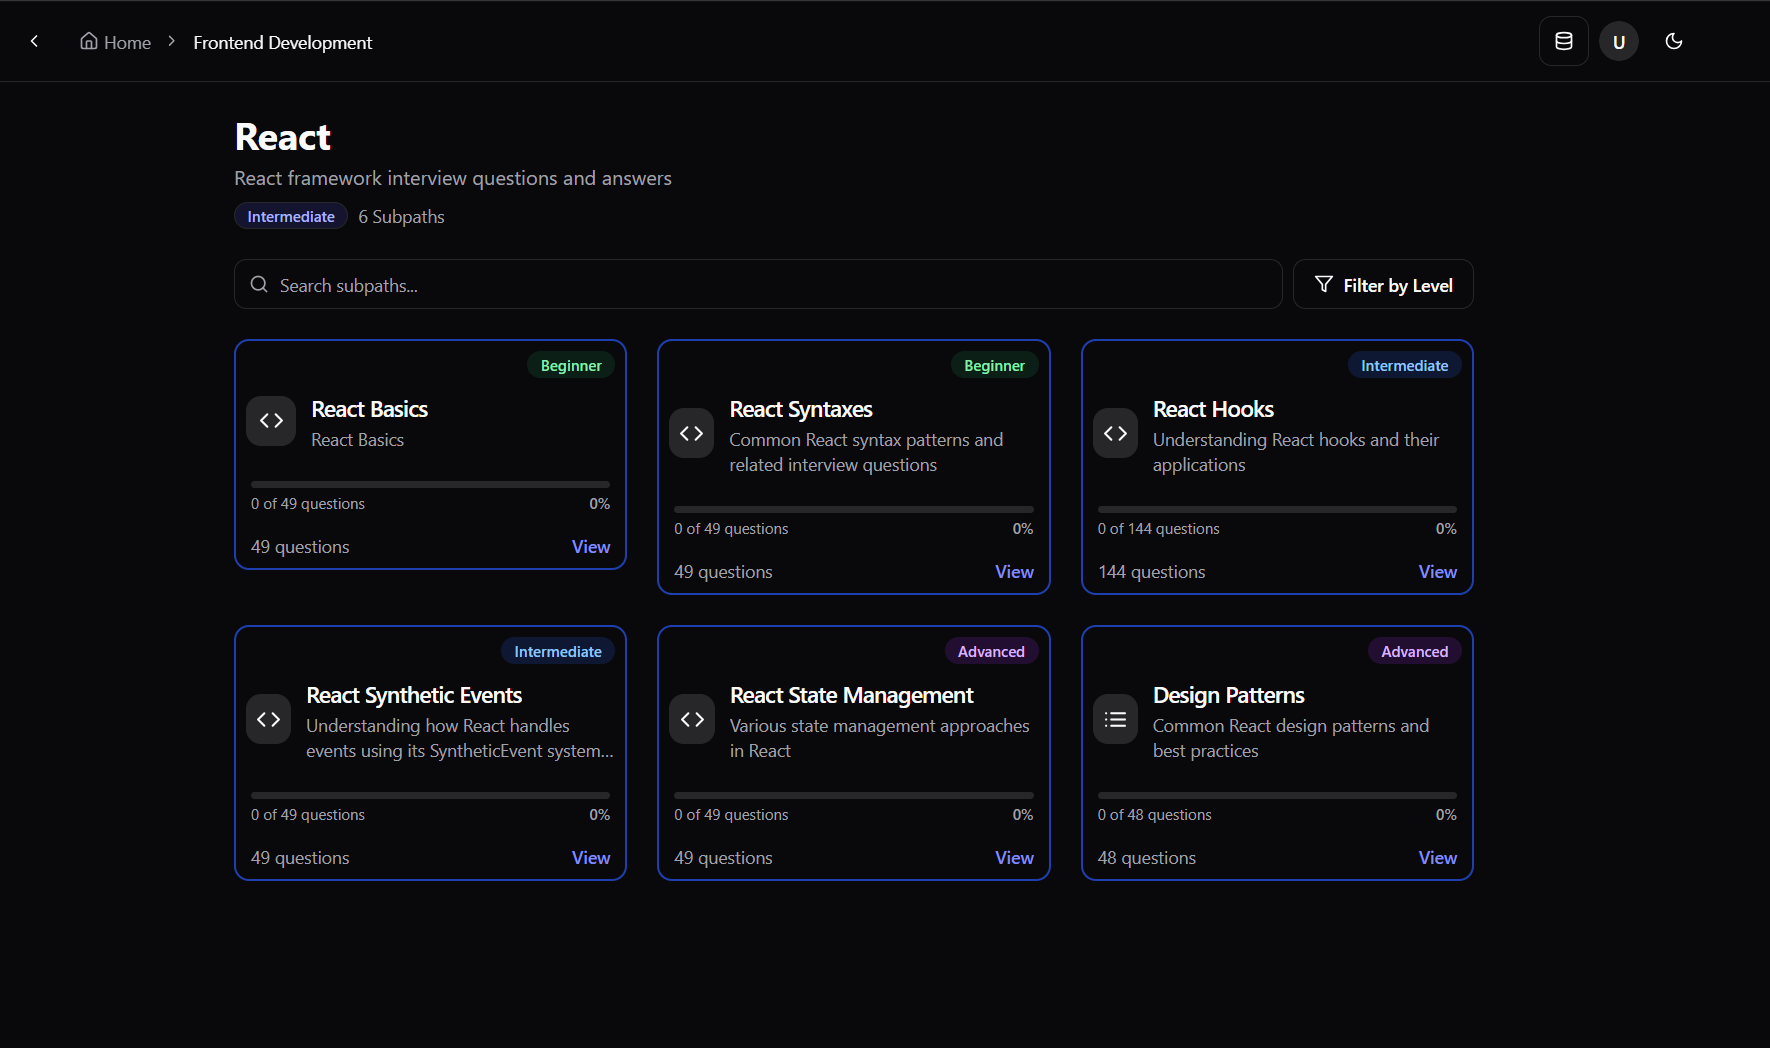 Home
Frontend Development
U
React
React framework interview questions and answers
Intermediate
6 Subpaths
Search subpaths...
Filter by Level
Beginner
React Basics
React Basics
0 of 49 questions
0%
49 questions
View
Beginner
React Syntaxes
Common React syntax patterns and
related interview questions
0 of 49 questions
0%
49 questions
View
Intermediate
React Hooks
Understanding React hooks and their
applications
0 of 144 questions
0%
144 questions
View
Intermediate
React Synthetic Events
Understanding how React handles
events using its SyntheticEvent system...
0 of 49 questions
0%
49 questions
View
Advanced
React State Management
Various state management approaches
in React
0 of 49 questions
0%
49 questions
View
Advanced
Design Patterns
Common React design patterns and
best practices
0 of 48 questions
0%
48 questions
View